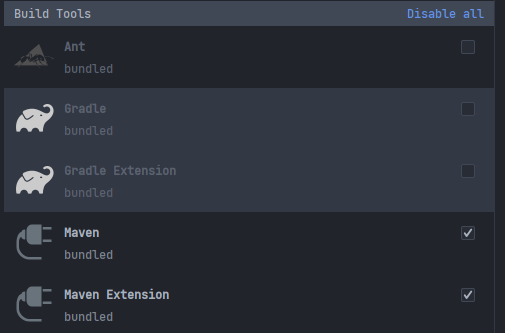 Build Tools Disable all
Ant
bundled
Gradle
bundled
Gradle Extension
bundled
Maven
bundled
Maven Extension
bundled